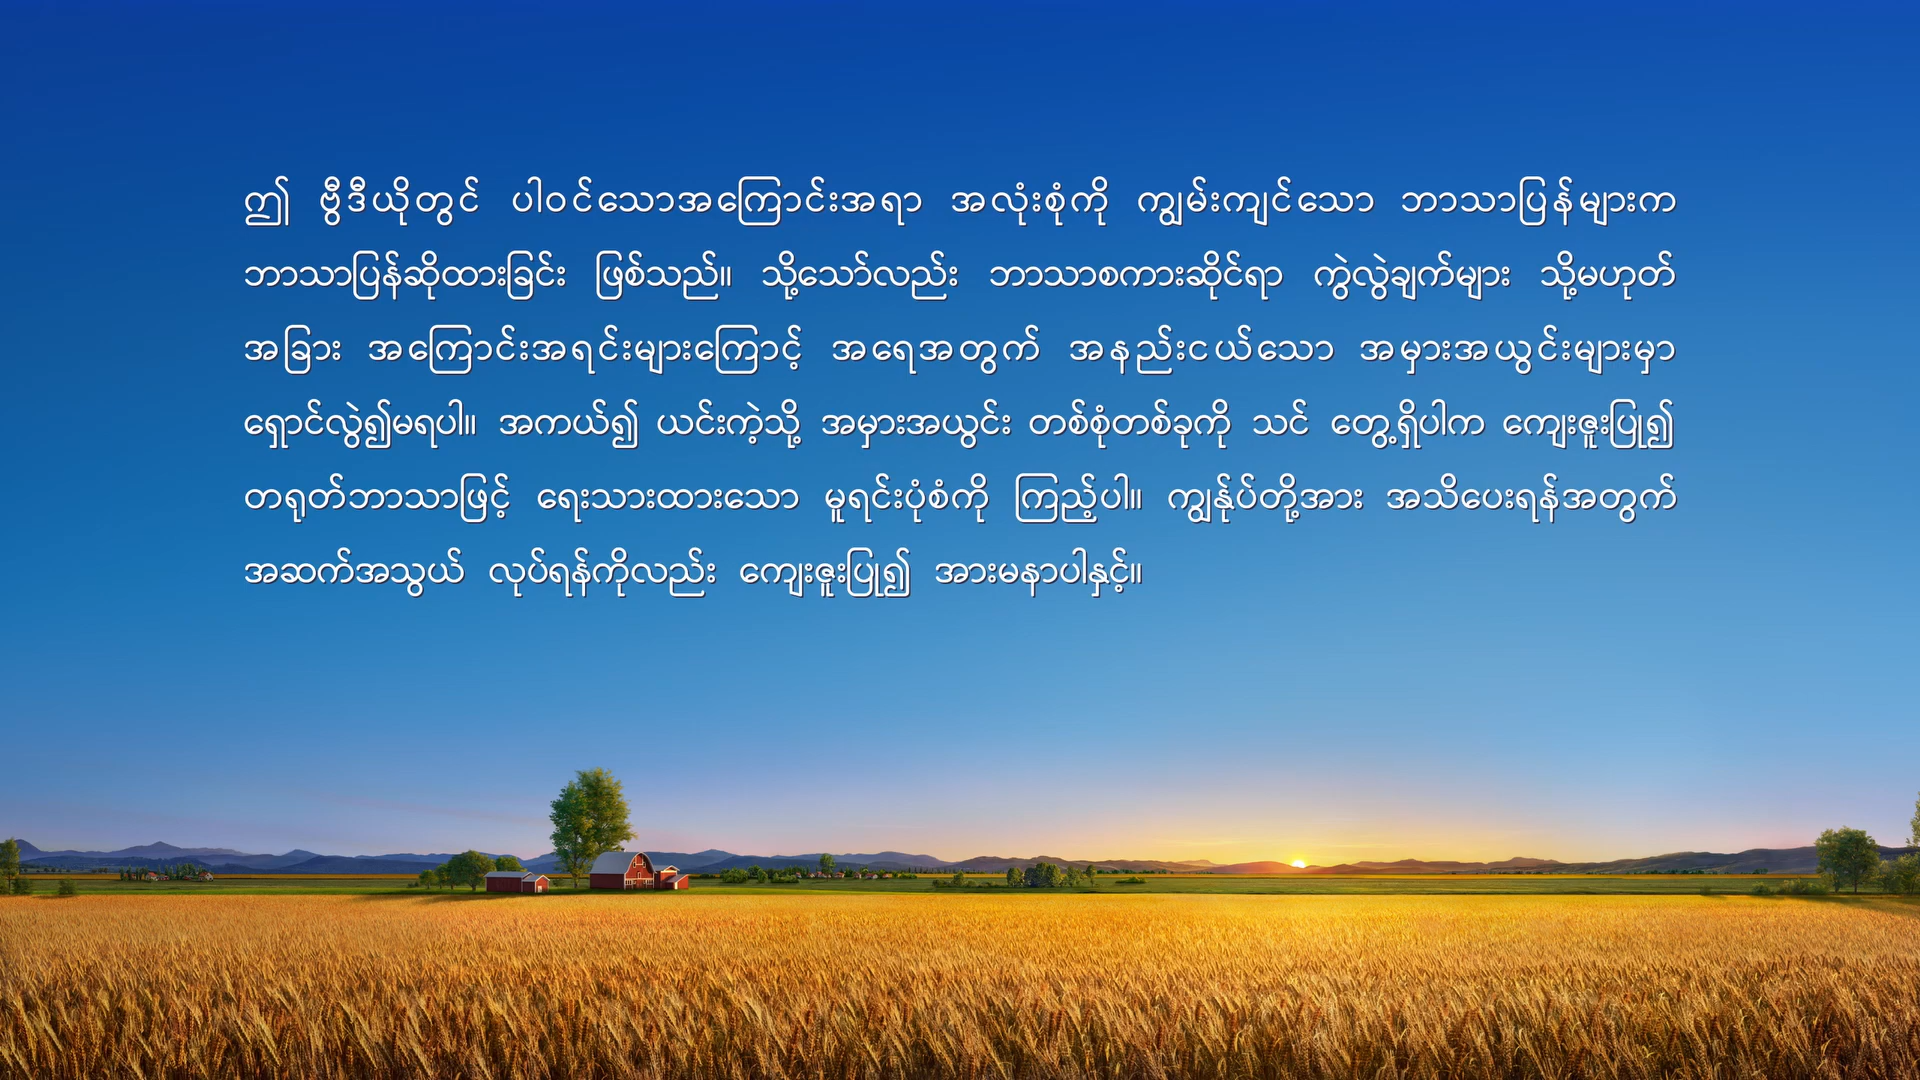 ဤ ဗွီဒီယိုတွင် ပါဝင်သောအကြောင်းအရာ အလုံးစုံကို ကျွမ်းကျင်သော ဘာသာပြန်များက
ဘာသာပြန်ဆိုထားခြင်း ဖြစ်သည်။ သို့သော်လည်း ဘာသာစကားဆိုင်ရာ ကွဲလွဲချက်များ သို့မဟုတ်
အခြား အကြောင်းအရင်းများကြောင့် အရေအတွက် အနည်းငယ်သော အမှားအယွင်းများမှာ
ရှောင်လွှဲ၍မရပါ။ အကယ်၍ ယင်းကဲ့သို့ အမှားအယွင်း တစ်စုံတစ်ခုကို သင် တွေ့ရှိပါက ကျေးဇူးပြု၍
တရုတ်ဘာသာဖြင့် ရေးသားထားသော မူရင်းပုံစံကို ကြည့်ပါ။ ကျွန်ုပ်တို့အား အသိပေးရန်အတွက်
အဆက်အသွယ် လုပ်ရန်ကိုလည်း ကျေးဇူးပြု၍ အားမနာပါနှင့်။